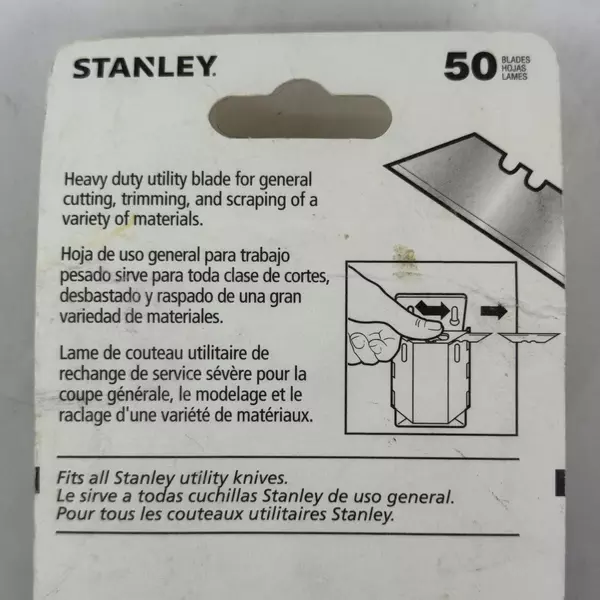 STANLEY.
50 BLADES
HOJAS
LAMES
Heavy duty utility blade for general
cutting, trimming, and scraping of a
variety of materials.
Hoja de uso general para trabajo
pesado sirve para toda clase de cortes,
desbastado y raspado de una gran
variedad de materiales.
Lame de couteau utilitaire de
rechange de service sévère pour la
coupe générale, le modelage et le
raclage d'une variété de matériaux.
Fits all Stanley utility knives.
Le sirve a todas cuchillas Stanley de uso general.
Pour tous les couteaux utilitaires Stanley.